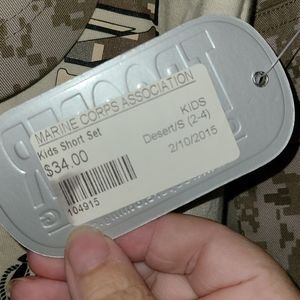 MARINE CORPS ASSOCIATION
Kids Short Set
$34.00
KIDS
Desert/S (2-4)
2/10/2015
104915